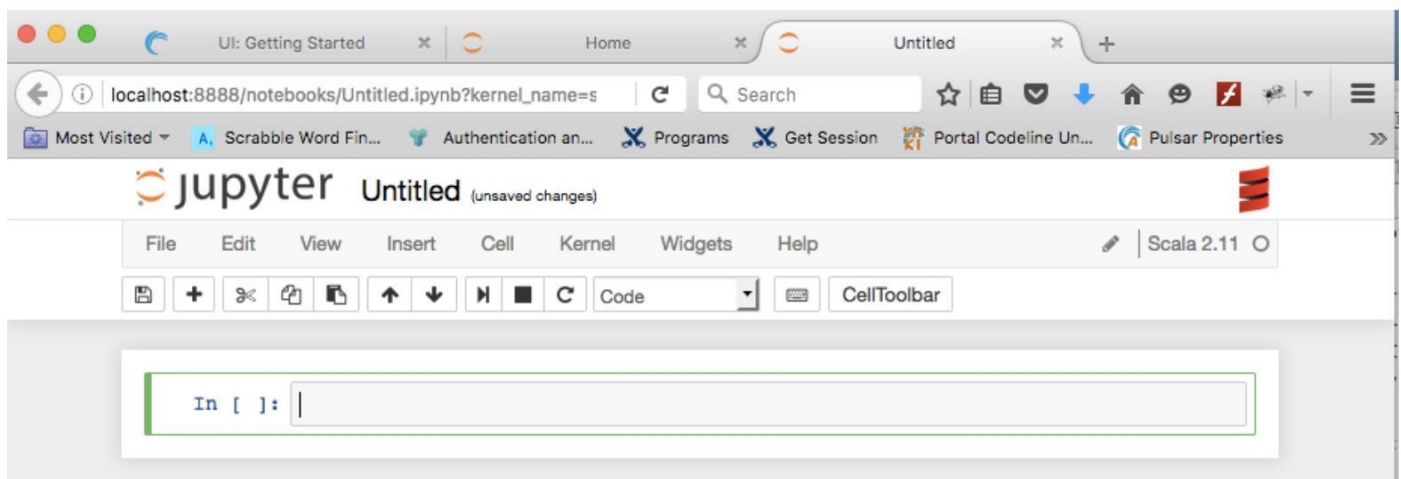 UI: Getting Started Home Untitled
localhost:8888/notebooks/Untitled.ipynb?kernel_name=s Search
Most Visited A, Scrabble Word Fin... Authentication an... Programs Get Session Portal Codeline Un... Pulsar Properties
jupyter Untitled (unsaved changes)
File Edit View Insert Cell Kernel Widgets Help Scala 2.11
Code CellToolbar
In [ ]: